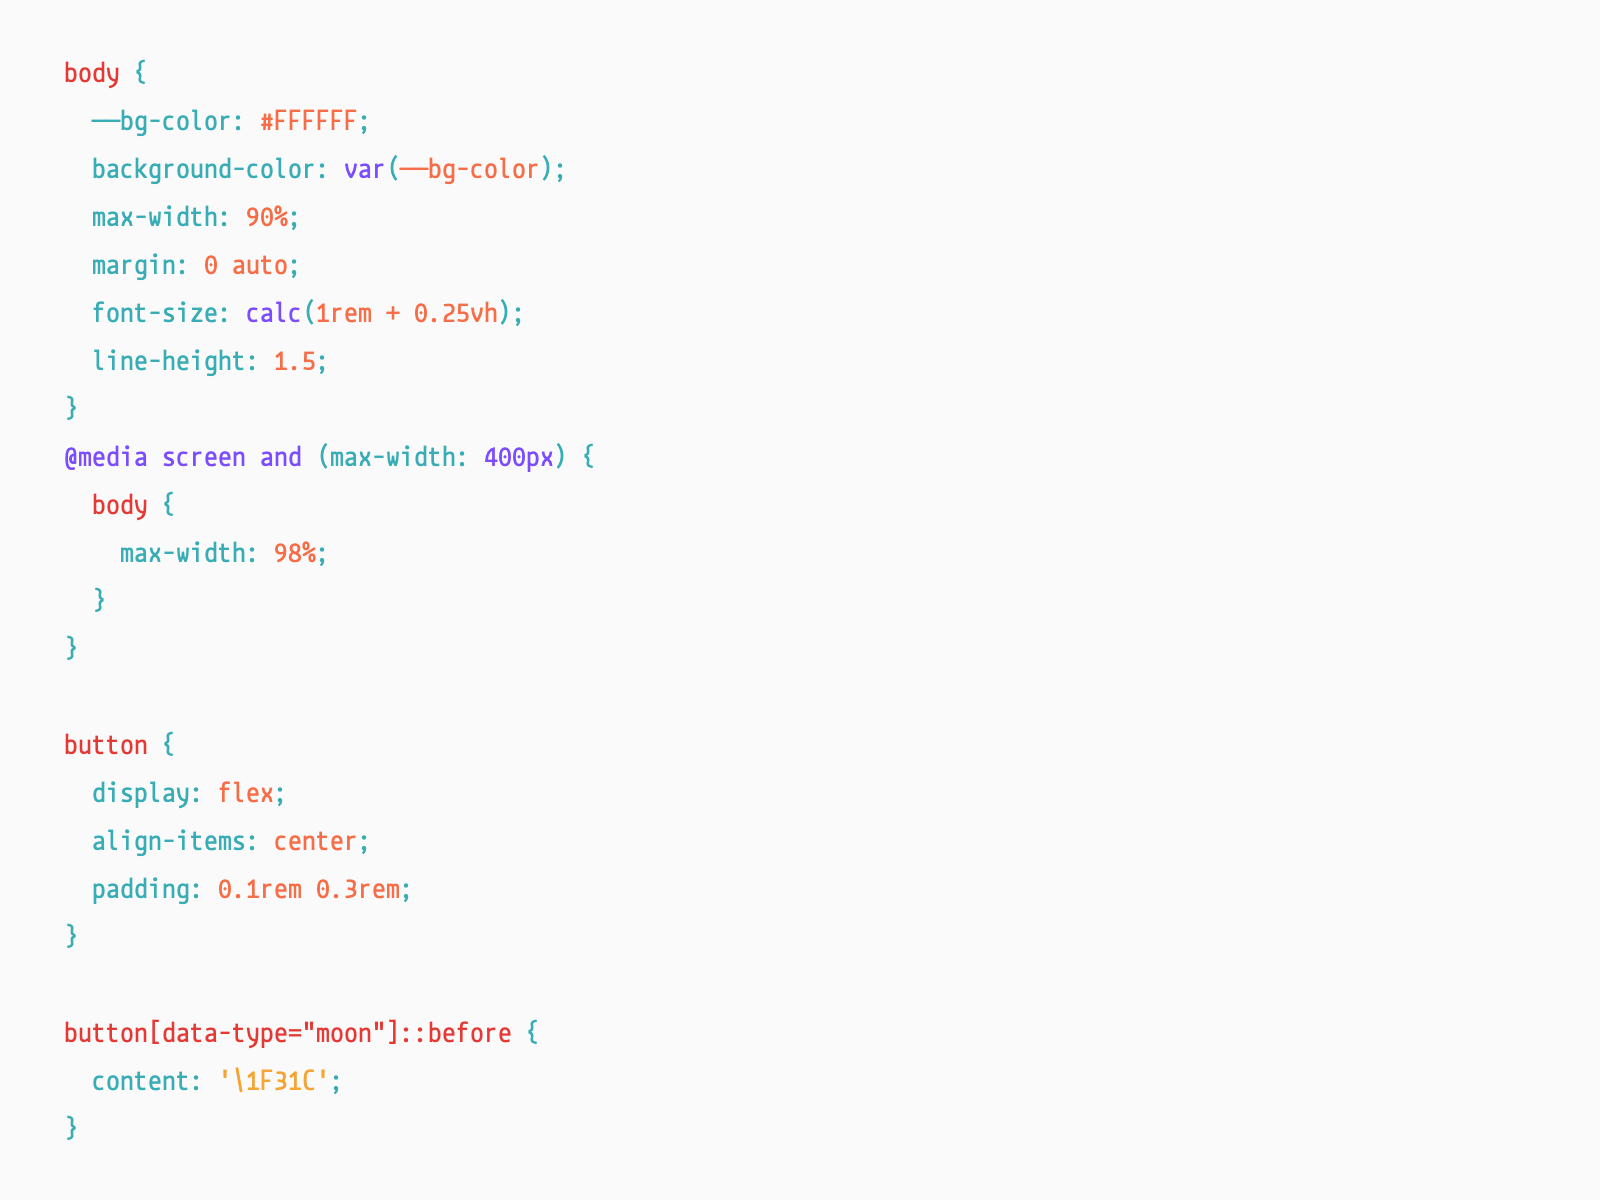 body {
  --bg-color: #FFFFFF;
  background-color: var(--bg-color);
  max-width: 90%;
  margin: 0 auto;
  font-size: calc(1rem + 0.25vh);
  line-height: 1.5;
}
@media screen and (max-width: 400px) {
  body {
    max-width: 98%;
  }
}

button {
  display: flex;
  align-items: center;
  padding: 0.1rem 0.3rem;
}

button[data-type="moon"]::before {
  content: '\1F31C';
}